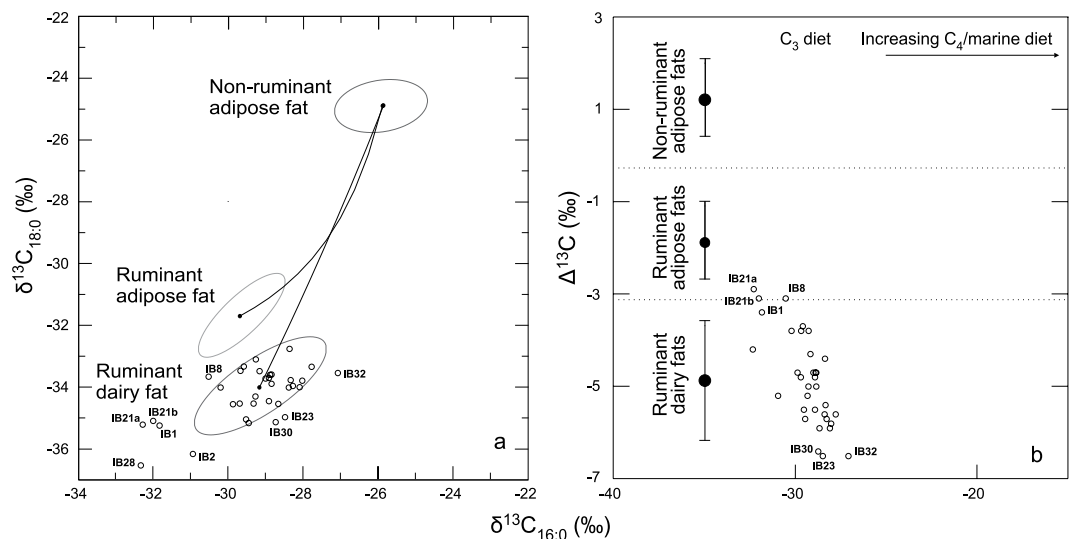 -22
-24
-26
-28
-30
-32
-34
-36
-34
-32
-30
-28
-26
-24
-22
δ13C18:0 (‰)
Non-ruminant
adipose fat
Ruminant
adipose fat
Ruminant
dairy fat
IB8
IB32
IB21a
IB21b
IB1
IB23
IB30
IB2
IB28
a
3
1
-1
-3
-5
-7
-40
-30
-20
Δ13C (‰)
C3 diet
Increasing C4/marine diet
Non-ruminant
adipose fats
Ruminant
adipose fats
Ruminant
dairy fats
IB21a
IB8
IB21b
IB1
IB30
IB32
IB23
b
δ13C16:0 (‰)